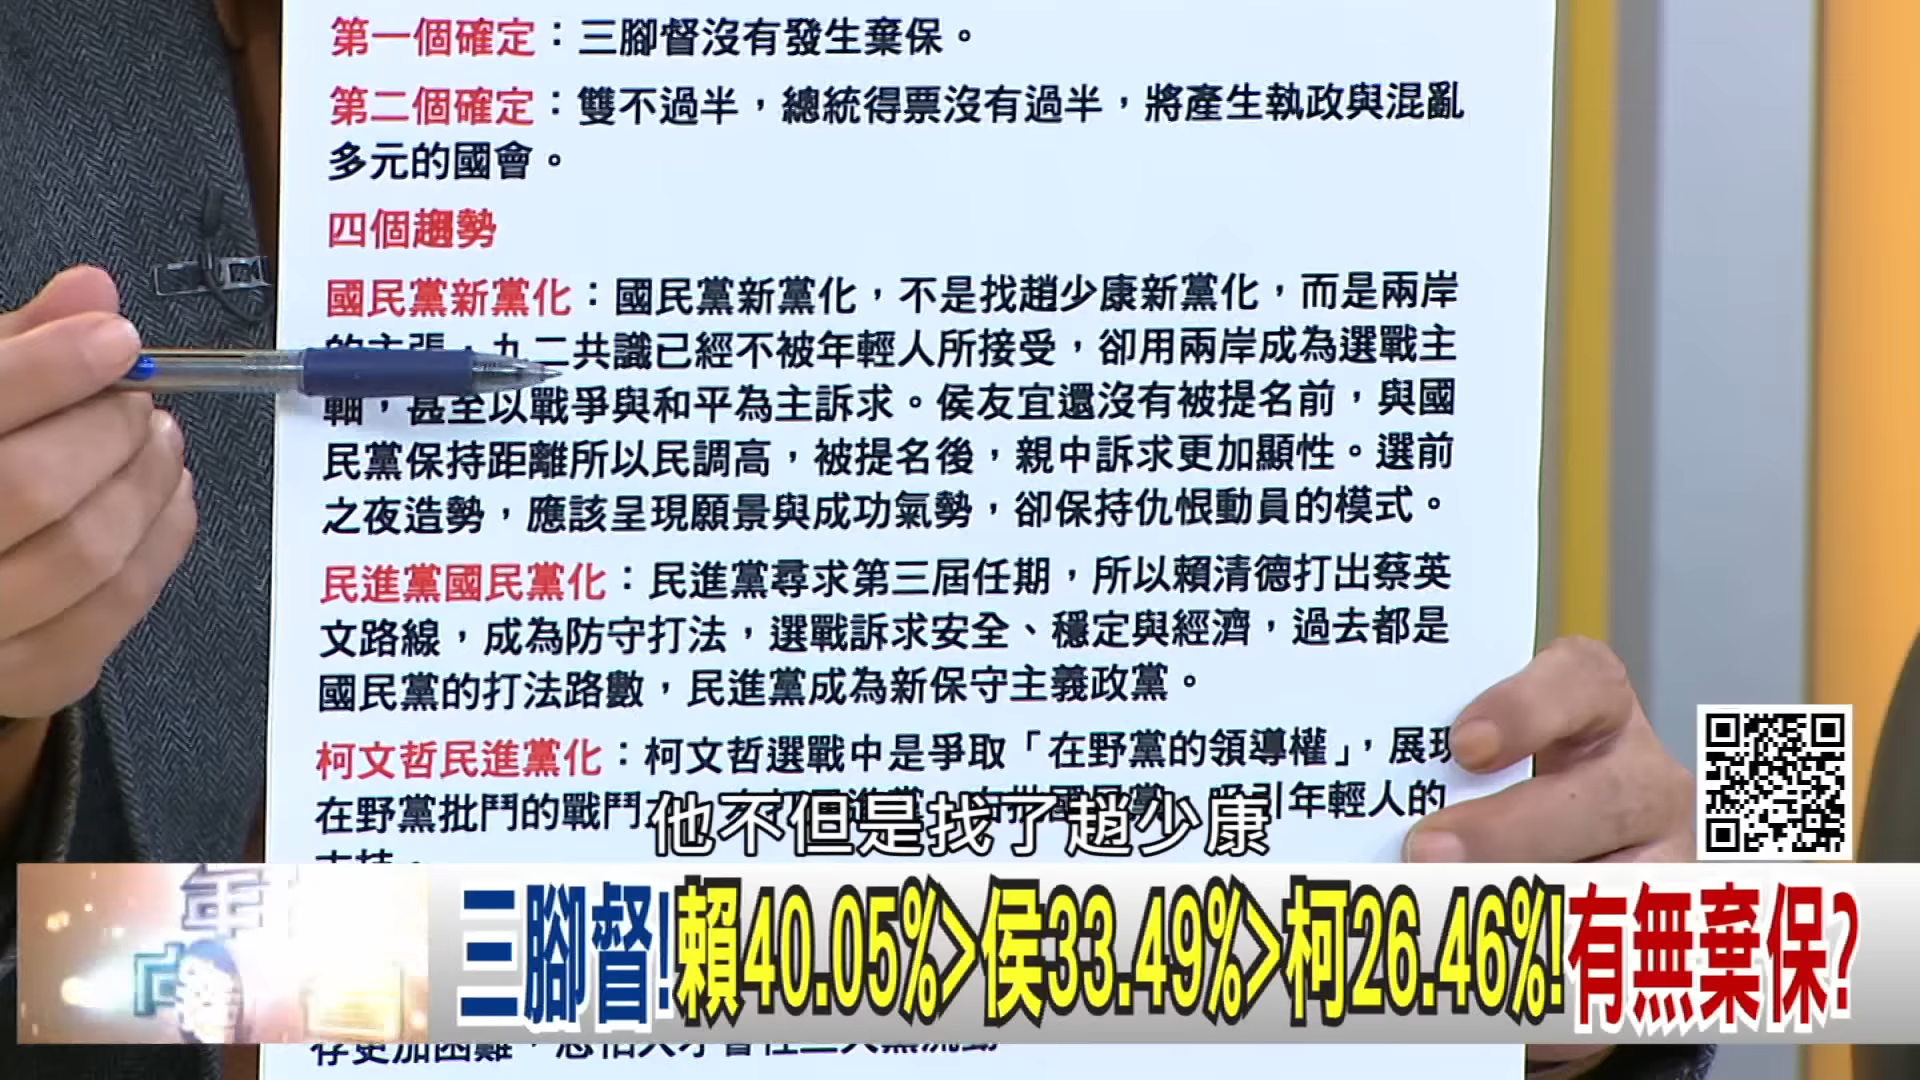 第一個確定：三腳督沒有發生棄保。
第二個確定：雙不過半，總統得票沒有過半，將產生執政與混亂
多元的國會。
四個趨勢
國民黨新黨化：國民黨新黨化，不是找趙少康新黨化，而是兩岸
九二共識已經不被年輕人所接受，卻用兩岸成為選戰主
軸，甚至以戰爭與和平為主訴求。侯友宜還沒有被提名前，與國
民黨保持距離所以民調高，被提名後，親中訴求更加顯性。選前
之夜造勢，應該呈現願景與成功氣勢，卻保持仇恨動員的模式。
民進黨國民黨化：民進黨尋求第三屆任期，所以賴清德打出蔡英
文路線，成為防守打法，選戰訴求安全、穩定與經濟，過去都是
國民黨的打法路數，民進黨成為新保守主義政黨。
柯文哲民進黨化：柯文哲選戰中是爭取「在野黨的領導權」，展現
在野黨批鬥的戰鬥 引年輕人的
他不但是找了趙少康
三腳督!賴40.05%>侯33.49%>柯26.46%!有無棄保?